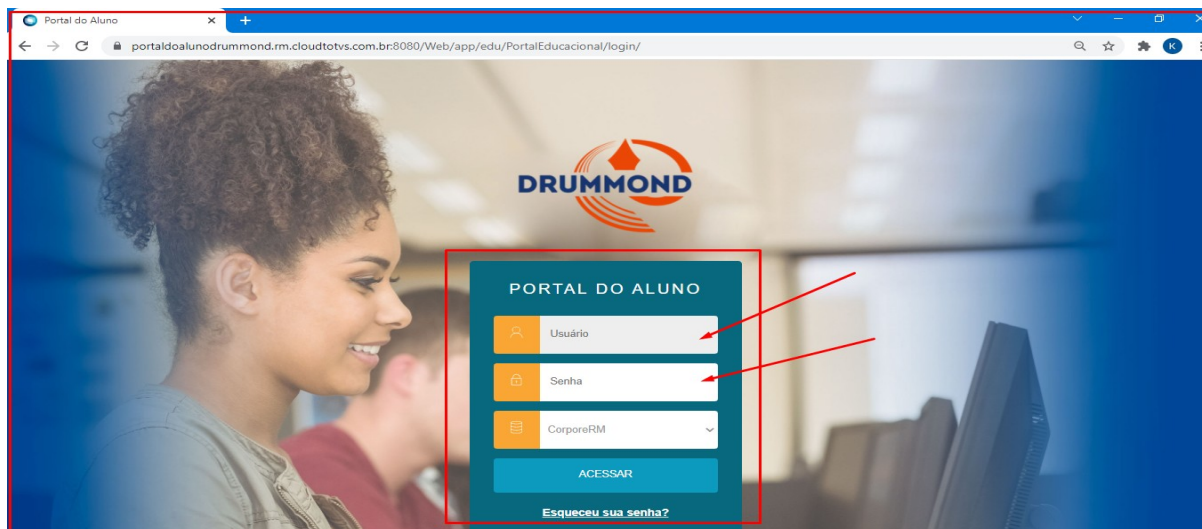 Portal do Aluno
portaldoalunodrummond.rm.cloudtotvs.com.br:8080/Web/app/edu/PortalEducacional/login/
K
DRUMMOND
PORTAL DO ALUNO
Usuário
Senha
CorporeRM
ACESSAR
Esqueceu sua senha?